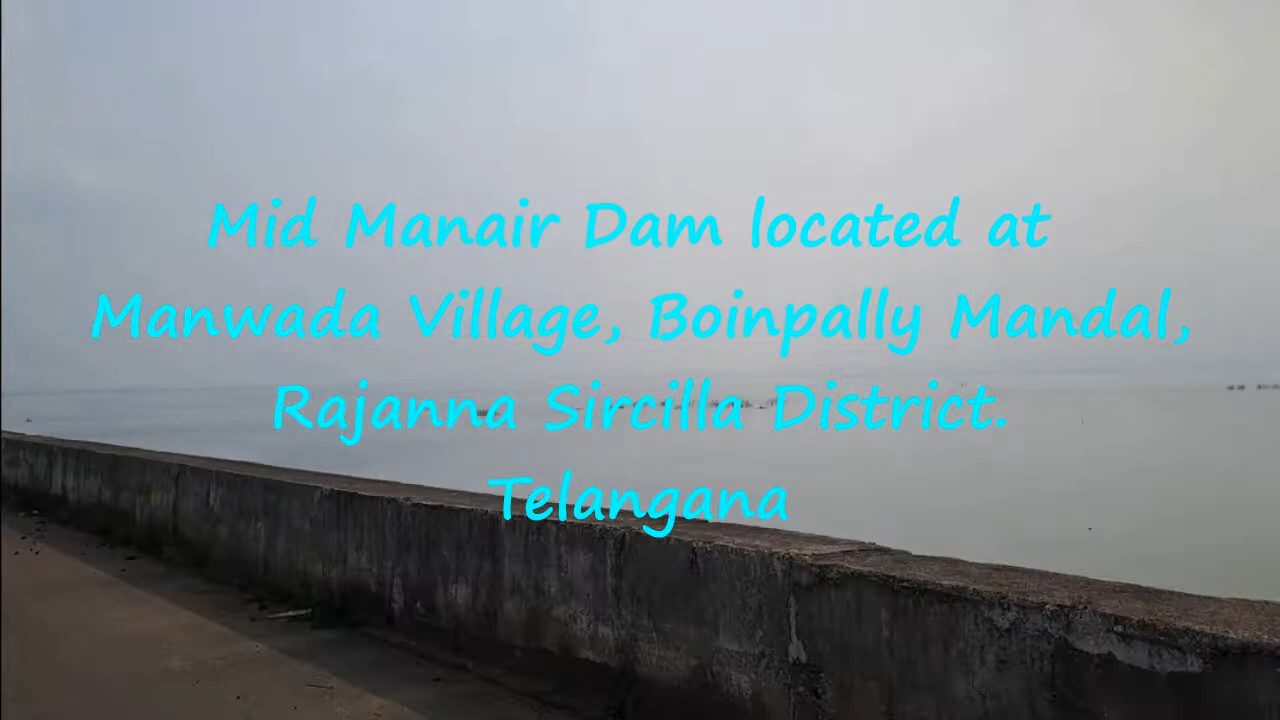 Mid Manair Dam located at
Manwada Village, Boinpally Mandal,
Rajanna Sircilla District.
Telangana